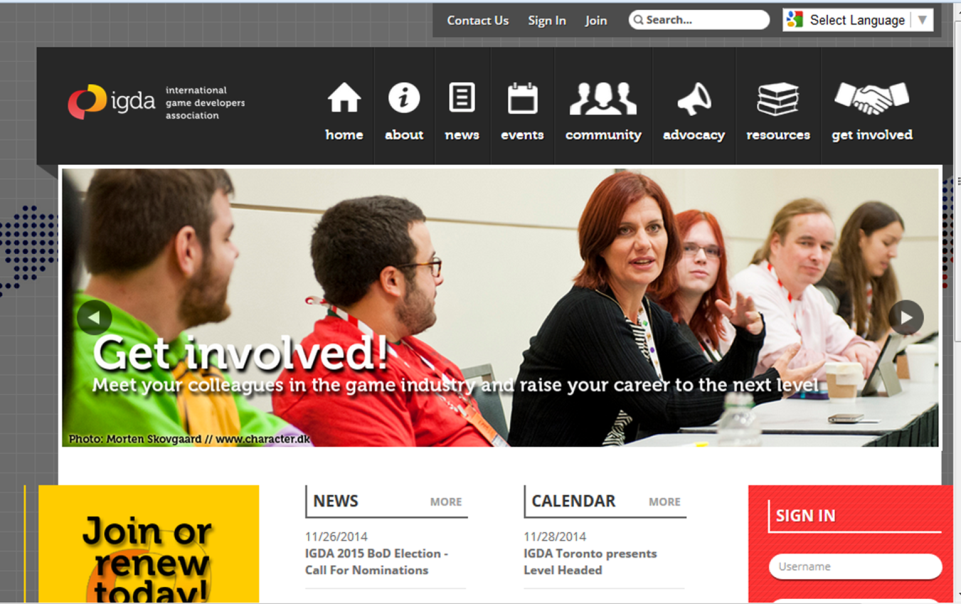 Contact Us Sign In Join Search... Select Language
igda international
game developers
association
home about news events community advocacy resources get involved
Get involved!
Meet your colleagues in the game industry and raise your career to the next level
Photo: Morten Skovgaard // www.character.dk
Join or
renew
today!
NEWS MORE
11/26/2014
IGDA 2015 BoD Election -
Call For Nominations
CALENDAR MORE
11/28/2014
IGDA Toronto presents
Level Headed
SIGN IN
Username